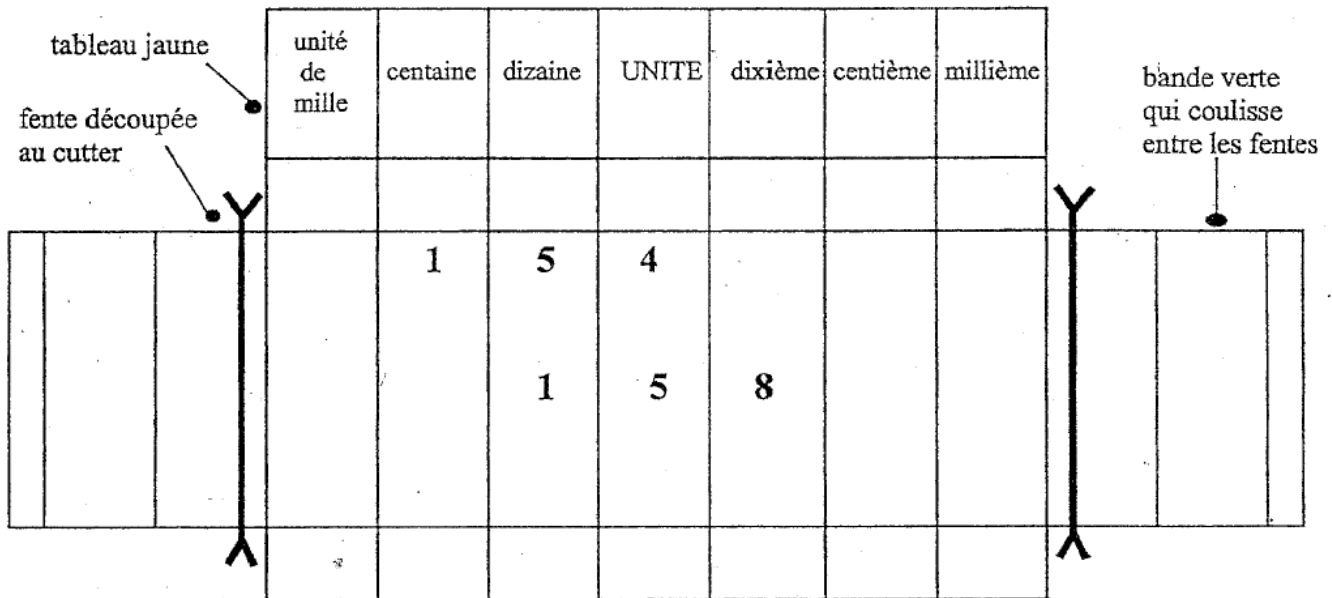 tableau jaune
fente découpée
au cutter
unité
de
mille
centaine
dizaine
UNITE
dixième
centième
millième
bande verte
qui coulisse
entre les fentes
1 5 4
1 5 8